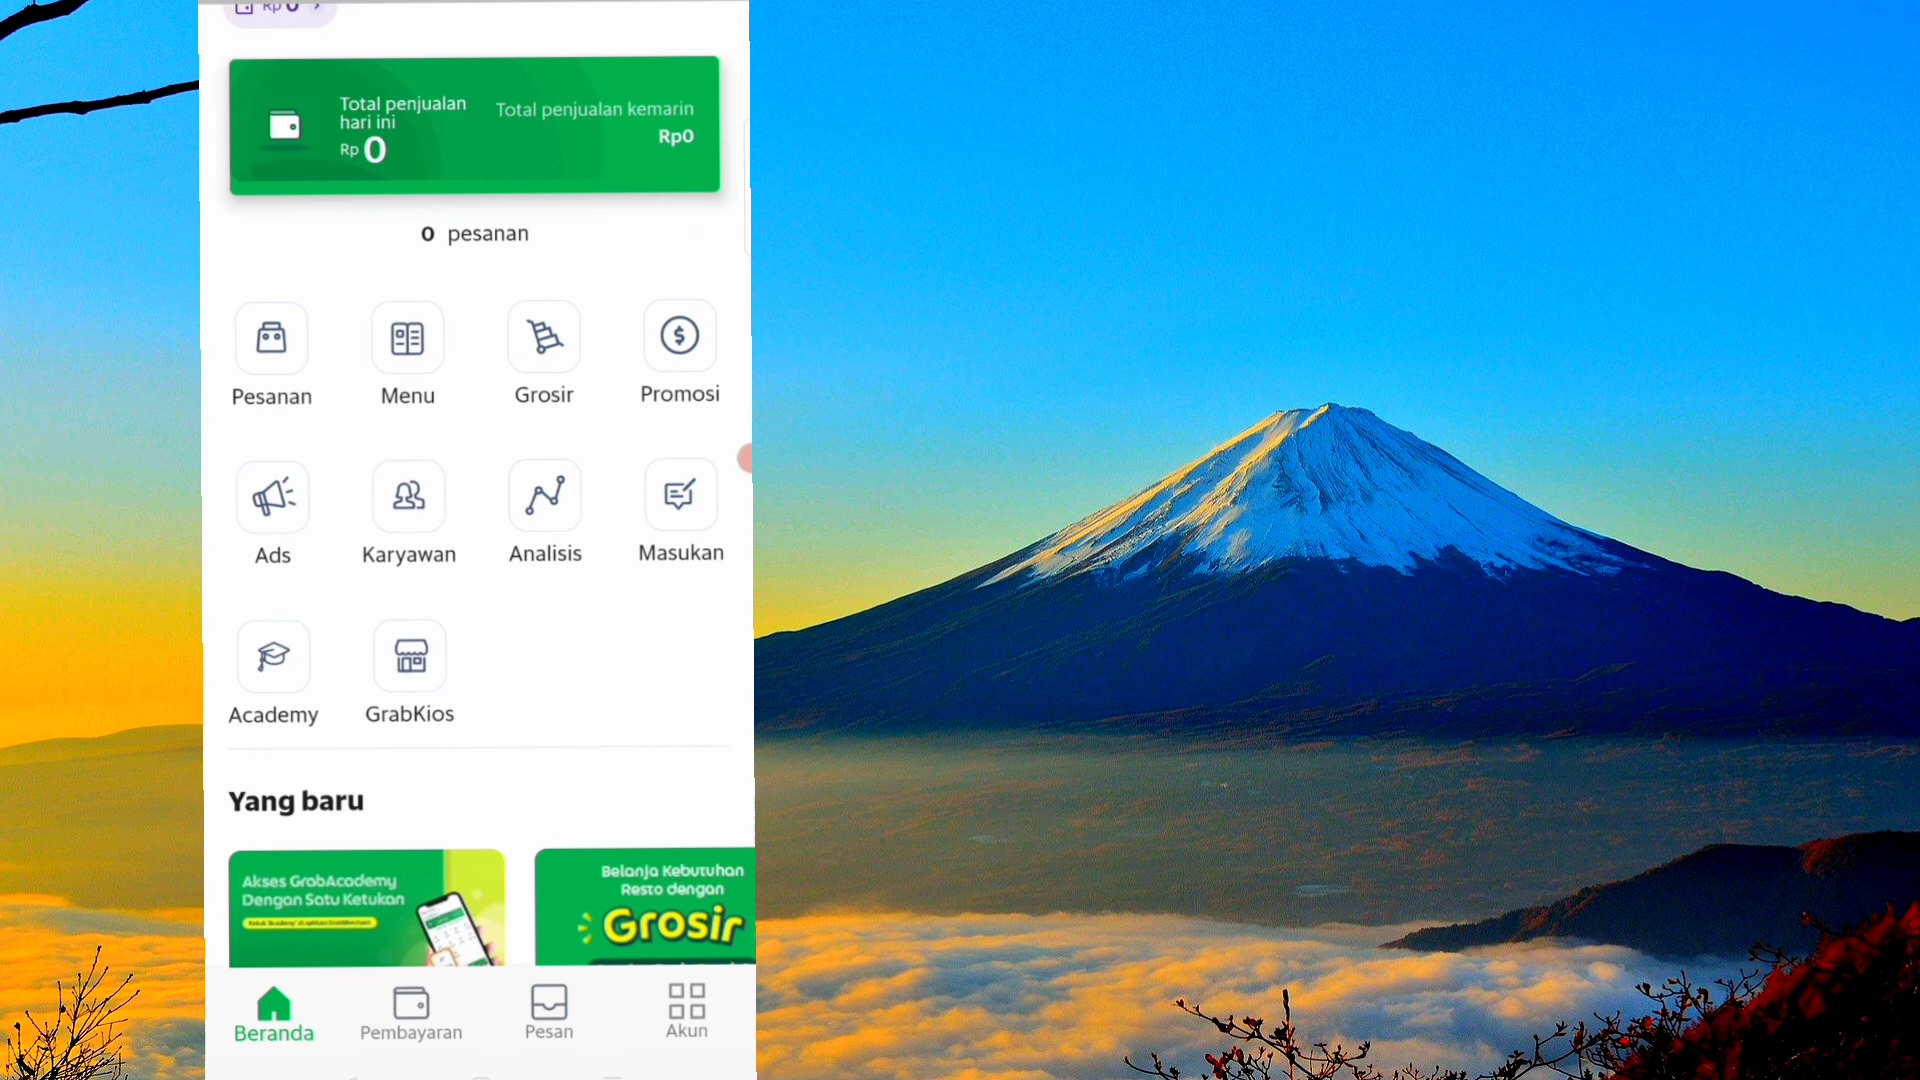 Rp 0 >
Total penjualan
hari ini
Rp 0
Total penjualan kemarin
Rp0
0 pesanan
Pesanan
Menu
Grosir
Promosi
Ads
Karyawan
Analisis
Masukan
Academy
GrabKios
Yang baru
Akses GrabAcademy
Dengan Satu Ketukan
Belanja Kebutuhan
Resto dengan
Grosir
Beranda
Pembayaran
Pesan
Akun